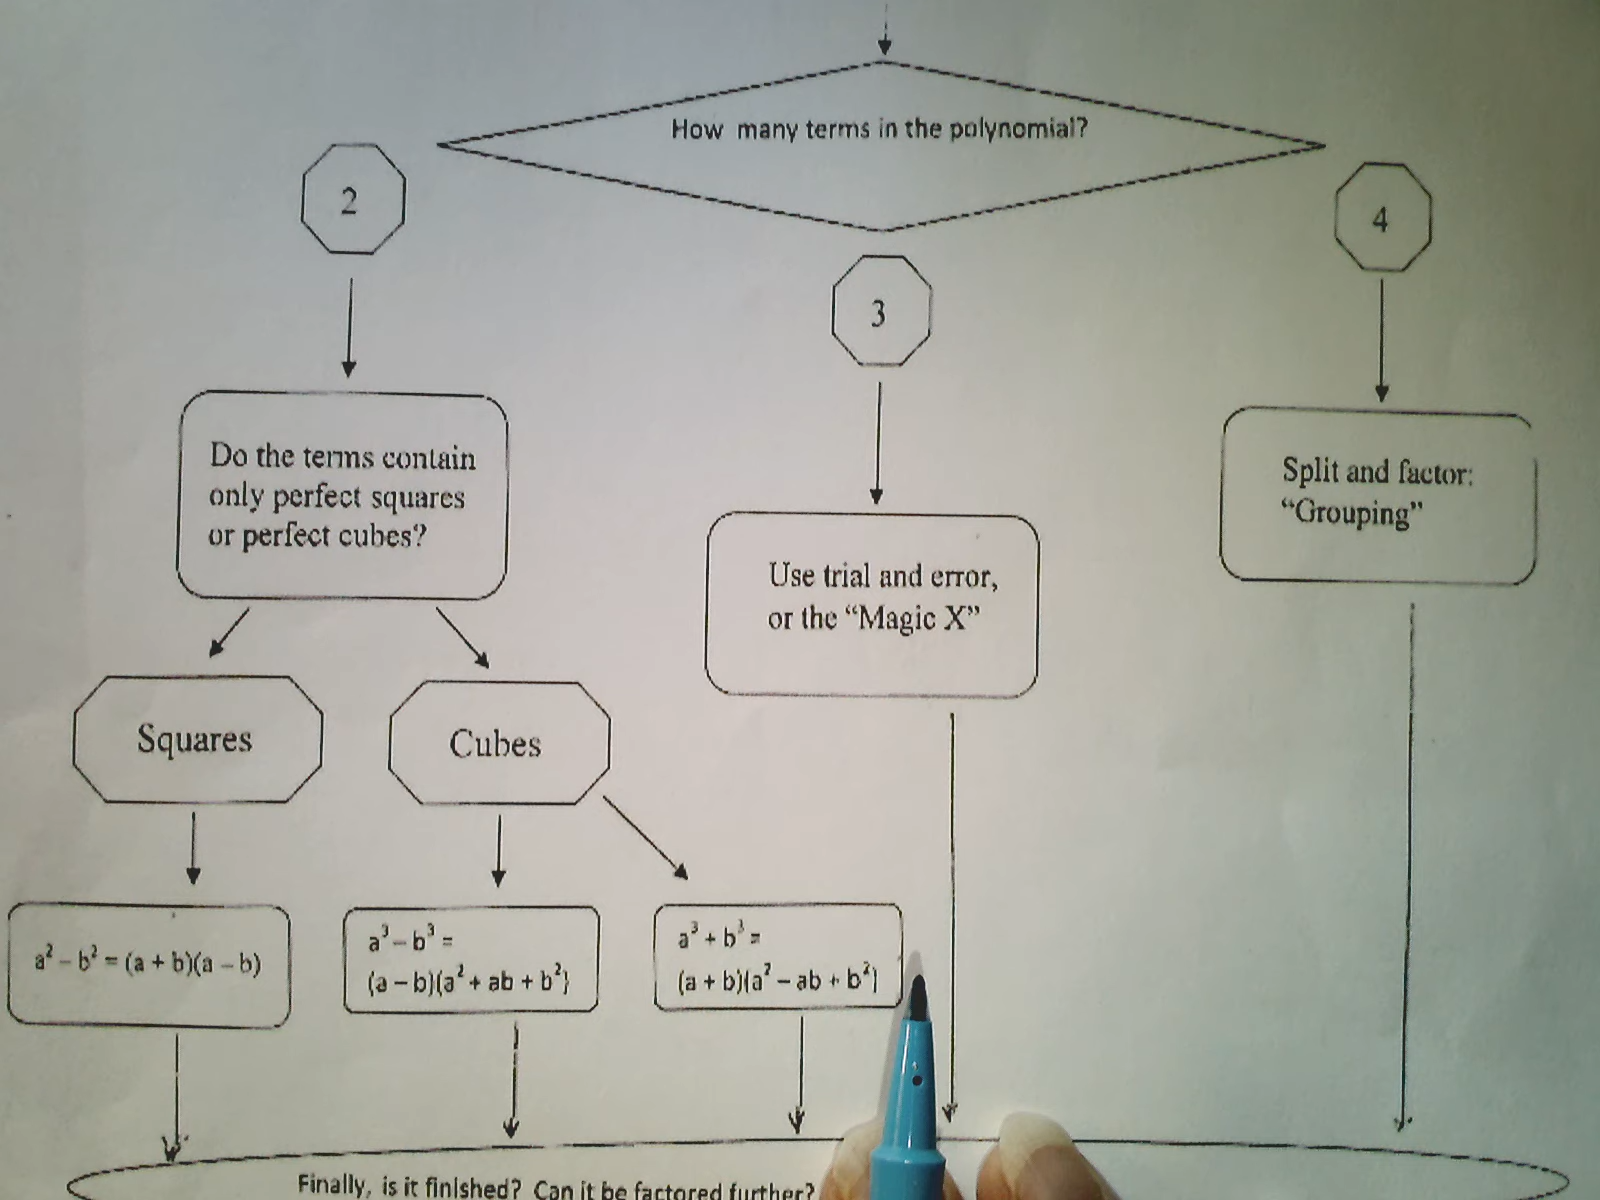 How many terms in the polynomial?
2
3
4
Do the terms contain
only perfect squares
or perfect cubes?
Use trial and error,
or the “Magic X”
Split and factor:
“Grouping”
Squares
Cubes
a² – b² = (a + b)(a – b)
a³ – b³ =
(a – b)(a² + ab + b²)
a³ + b³ =
(a + b)(a² – ab + b²)
Finally, is it finished? Can it be factored further?